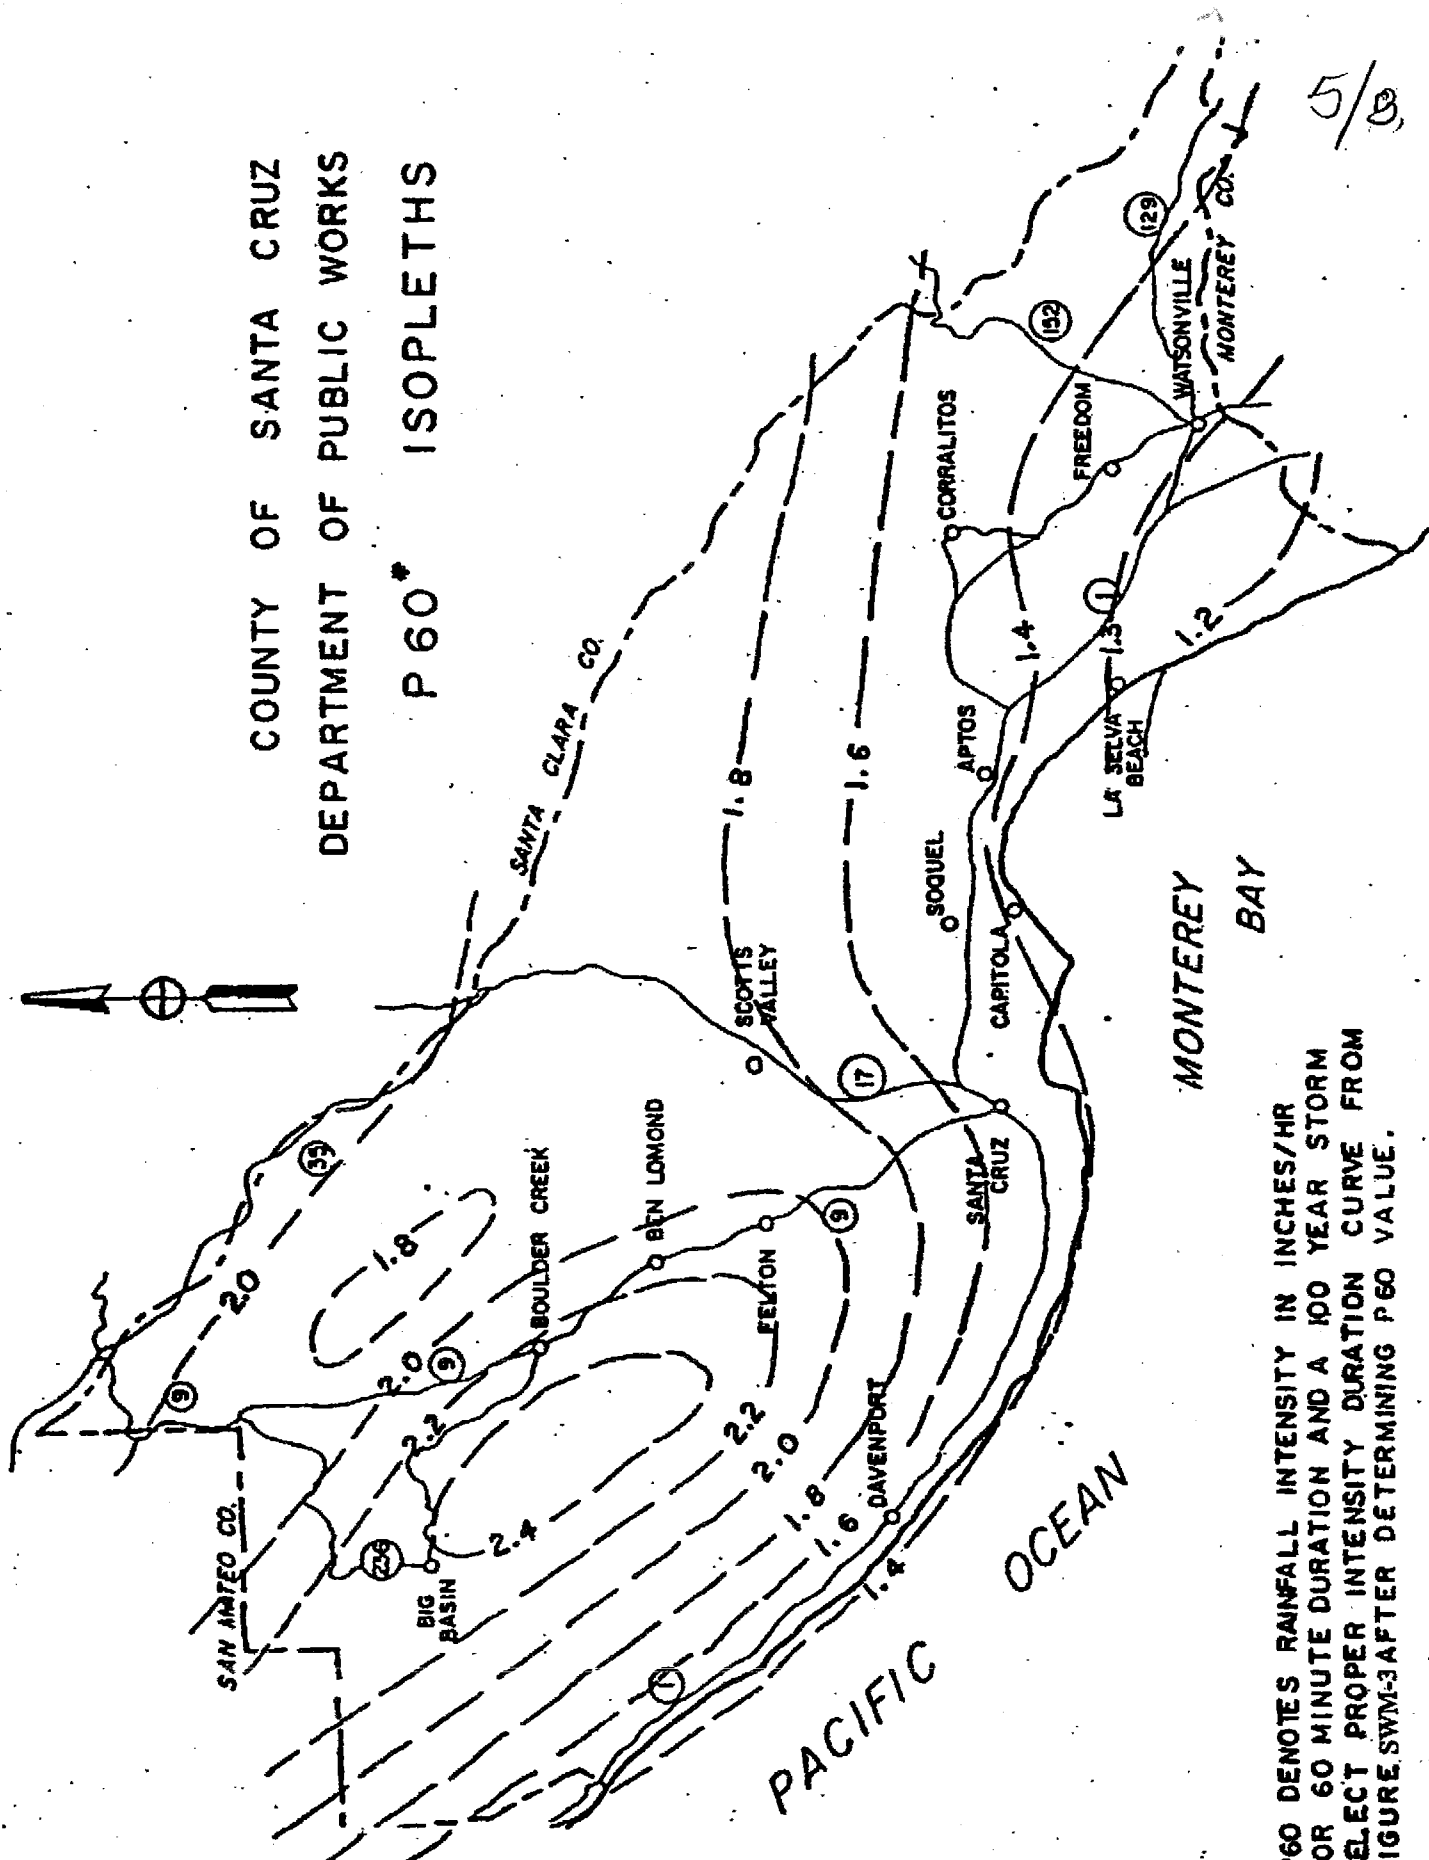 COUNTY OF SANTA CRUZ
DEPARTMENT OF PUBLIC WORKS
P60* ISOPLETHS
5/8,
SANTA CLARA CO.
SAN MATEO CO.
MONTEREY CO.
35
9
9
9
236
17
1
1
152
129
2.0
1.8
2.0
2.2
2.4
2.2
2.0
1.8
1.6
1.4
1.8
1.6
1.4
1.3
1.2
BIG
BASIN
BOULDER CREEK
BEN LOMOND
FELTON
SCOTTS
VALLEY
DAVENPORT
SANTA
CRUZ
SOQUEL
CAPITOLA
APTOS
LA SELVA
BEACH
CORRALITOS
FREEDOM
WATSONVILLE
PACIFIC
OCEAN
MONTEREY
BAY
P60 DENOTES RAINFALL INTENSITY IN INCHES/HR
OR 60 MINUTE DURATION AND A 100 YEAR STORM
ELECT PROPER INTENSITY DURATION CURVE FROM
IGURE SWM-3 AFTER DETERMINING P60 VALUE.